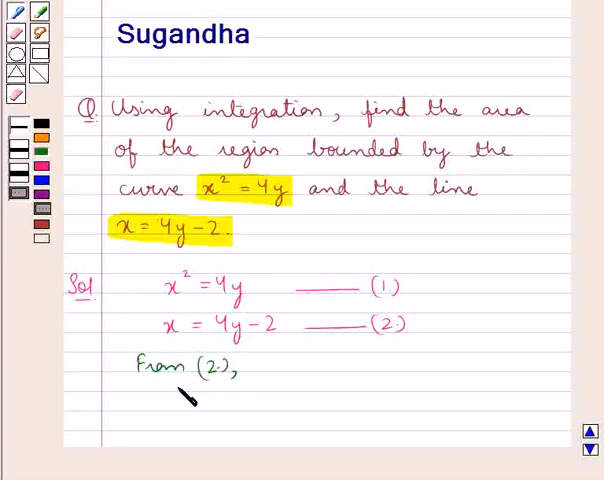 Sugandha
Q. Using integration, find the area
of the region bounded by the
curve x² = 4y and the line
x = 4y - 2.
Sol x² = 4y ——— (1.)
x = 4y - 2 ——— (2.)
From (2.),